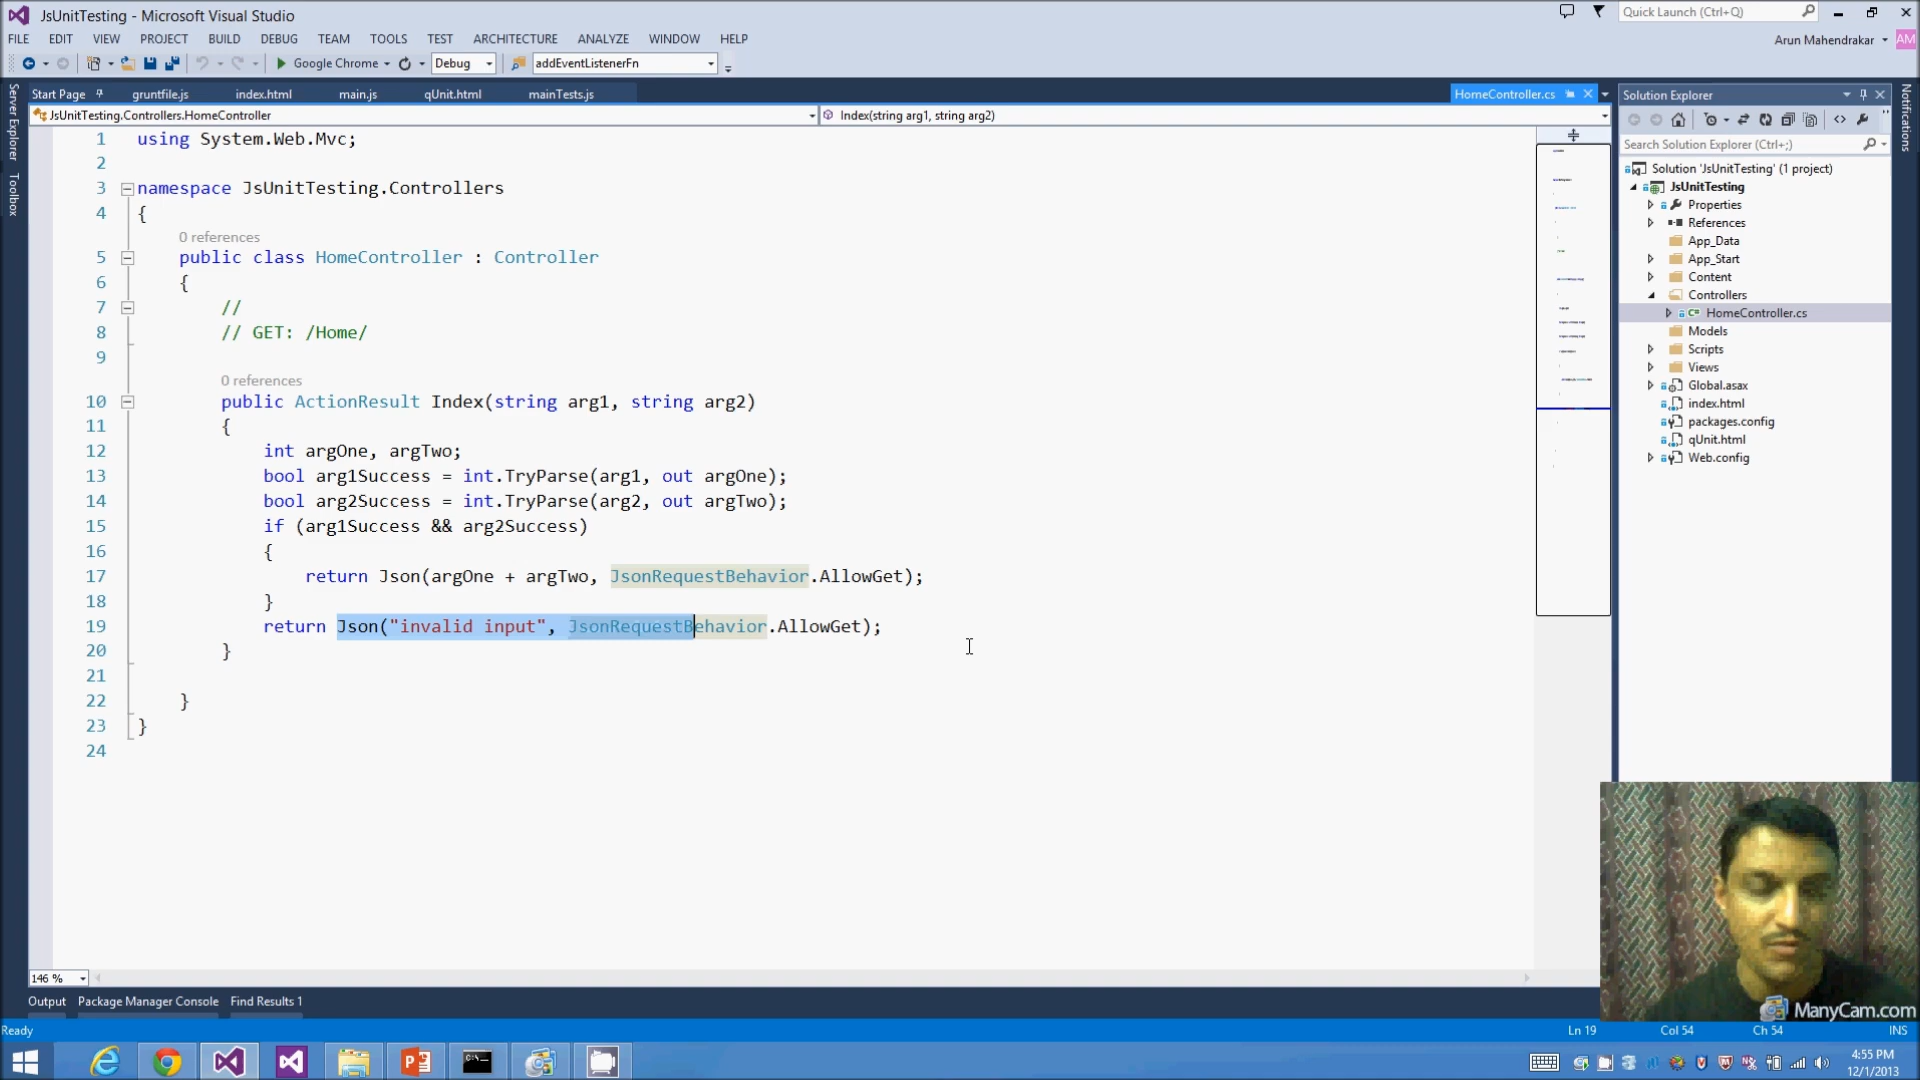 JsUnitTesting - Microsoft Visual Studio
Quick Launch (Ctrl+Q)
FILE EDIT VIEW PROJECT BUILD DEBUG TEAM TOOLS TEST ARCHITECTURE ANALYZE WINDOW HELP
Arun Mahendrakar AM
Google Chrome Debug addEventListenerFn
Server Explorer
Toolbox
Notifications
Start Page gruntfile.js index.html main.js qUnit.html mainTests.js HomeController.cs
JsUnitTesting.Controllers.HomeController Index(string arg1, string arg2)
1 using System.Web.Mvc;
2
3 namespace JsUnitTesting.Controllers
4 {
0 references
5 public class HomeController : Controller
6 {
7 //
8 // GET: /Home/
9
0 references
10 public ActionResult Index(string arg1, string arg2)
11 {
12 int argOne, argTwo;
13 bool arg1Success = int.TryParse(arg1, out argOne);
14 bool arg2Success = int.TryParse(arg2, out argTwo);
15 if (arg1Success && arg2Success)
16 {
17 return Json(argOne + argTwo, JsonRequestBehavior.AllowGet);
18 }
19 return Json("invalid input", JsonRequestBehavior.AllowGet);
20 }
21
22 }
23 }
24
Solution Explorer
Search Solution Explorer (Ctrl+;)
Solution 'JsUnitTesting' (1 project)
JsUnitTesting
Properties
References
App_Data
App_Start
Content
Controllers
HomeController.cs
Models
Scripts
Views
Global.asax
index.html
packages.config
qUnit.html
Web.config
146 %
Output Package Manager Console Find Results 1
ManyCam.com
Ready Ln 19 Col 54 Ch 54 INS
4:55 PM
12/1/2013